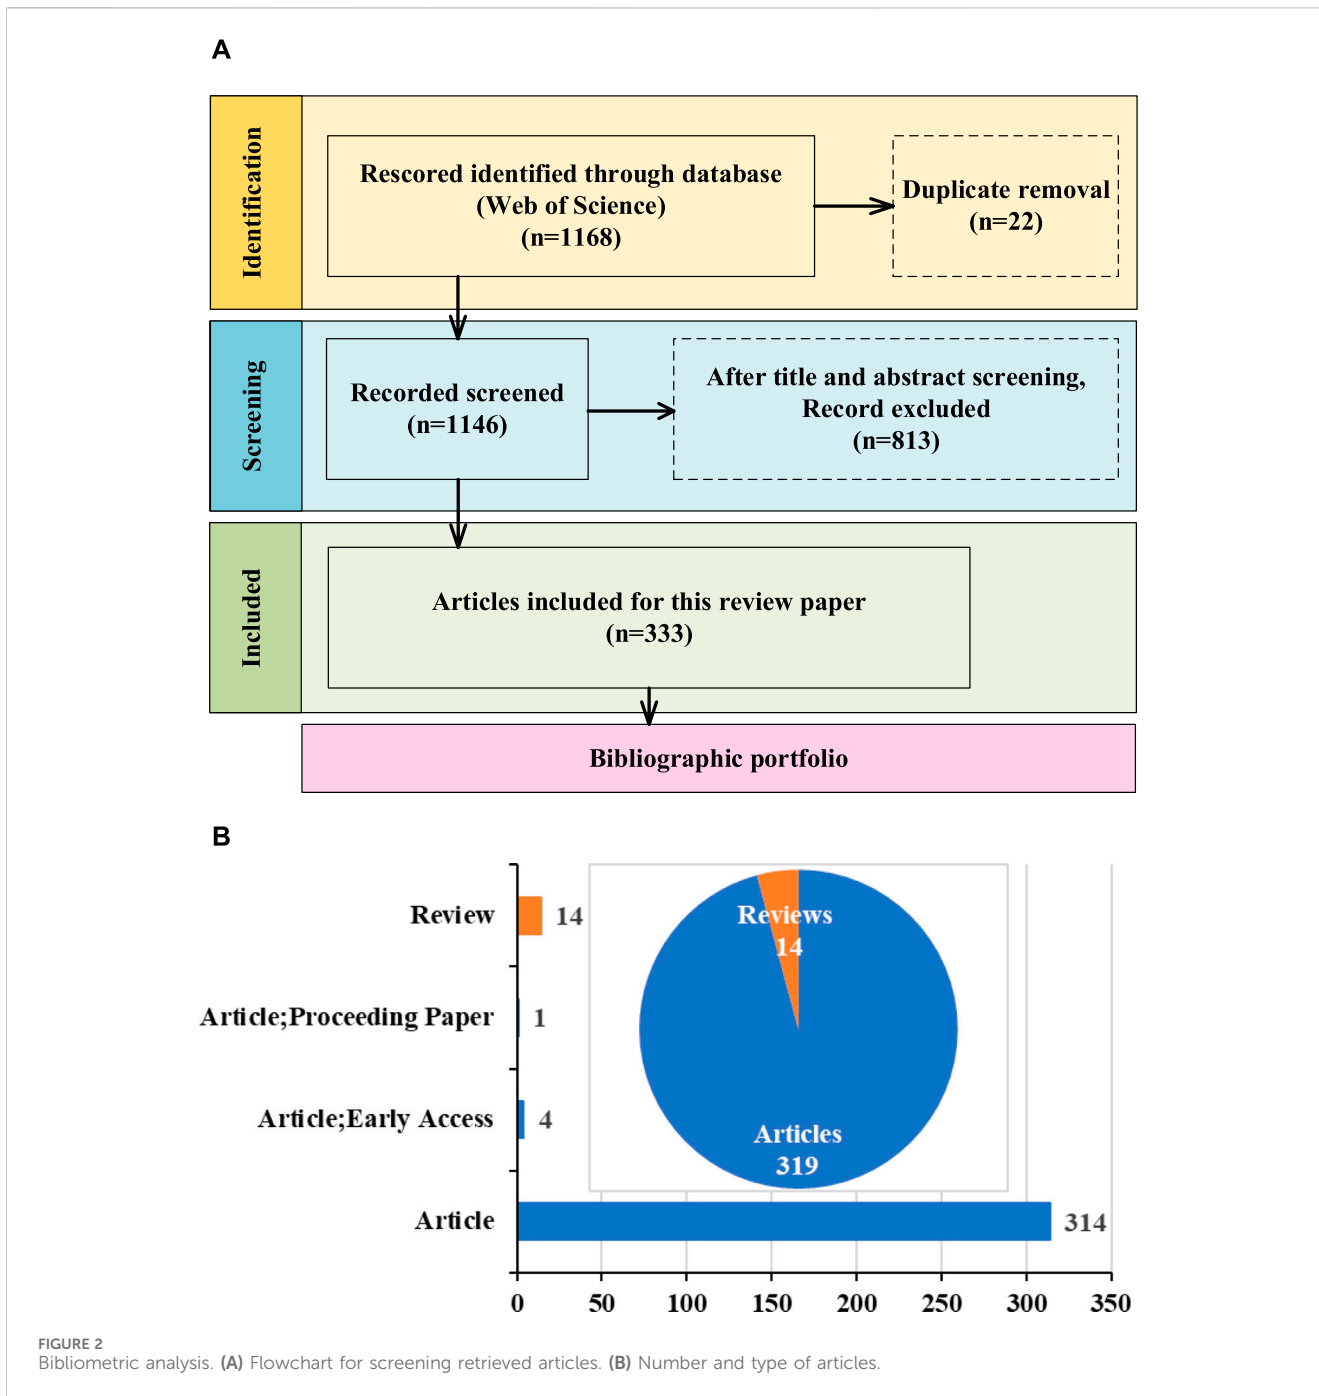 A
Identification
Rescored identified through database
(Web of Science)
(n=1168)
Duplicate removal
(n=22)
Screening
Recorded screened
(n=1146)
After title and abstract screening,
Record excluded
(n=813)
Included
Articles included for this review paper
(n=333)
Bibliographic portfolio
B
Review
14
Article;Proceeding Paper
1
Article;Early Access
4
Article
314
Reviews
14
Articles
319
0 50 100 150 200 250 300 350
FIGURE 2
Bibliometric analysis. (A) Flowchart for screening retrieved articles. (B) Number and type of articles.